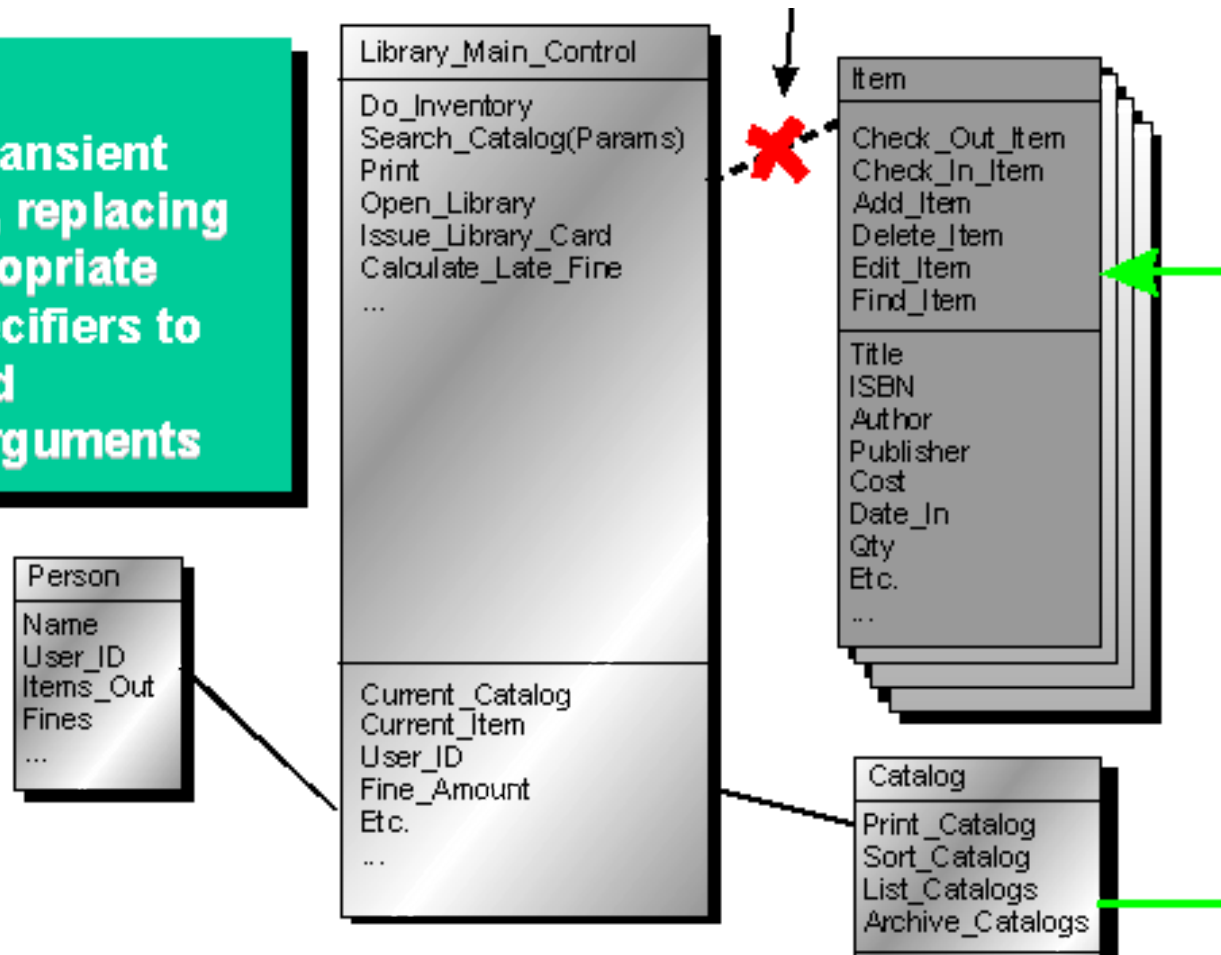 ansient
, replacing
opriate
cifiers to
d
rguments
Library_Main_Control
Do_Inventory
Search_Catalog(Params)
Print
Open_Library
Issue_Library_Card
Calculate_Late_Fine
...
Current_Catalog
Current_Item
User_ID
Fine_Amount
Etc.
...
Item
Check_Out_Item
Check_In_Item
Add_Item
Delete_Item
Edit_Item
Find_Item
Title
ISBN
Author
Publisher
Cost
Date_In
Qty
Etc.
...
Person
Name
User_ID
Items_Out
Fines
...
Catalog
Print_Catalog
Sort_Catalog
List_Catalogs
Archive_Catalogs